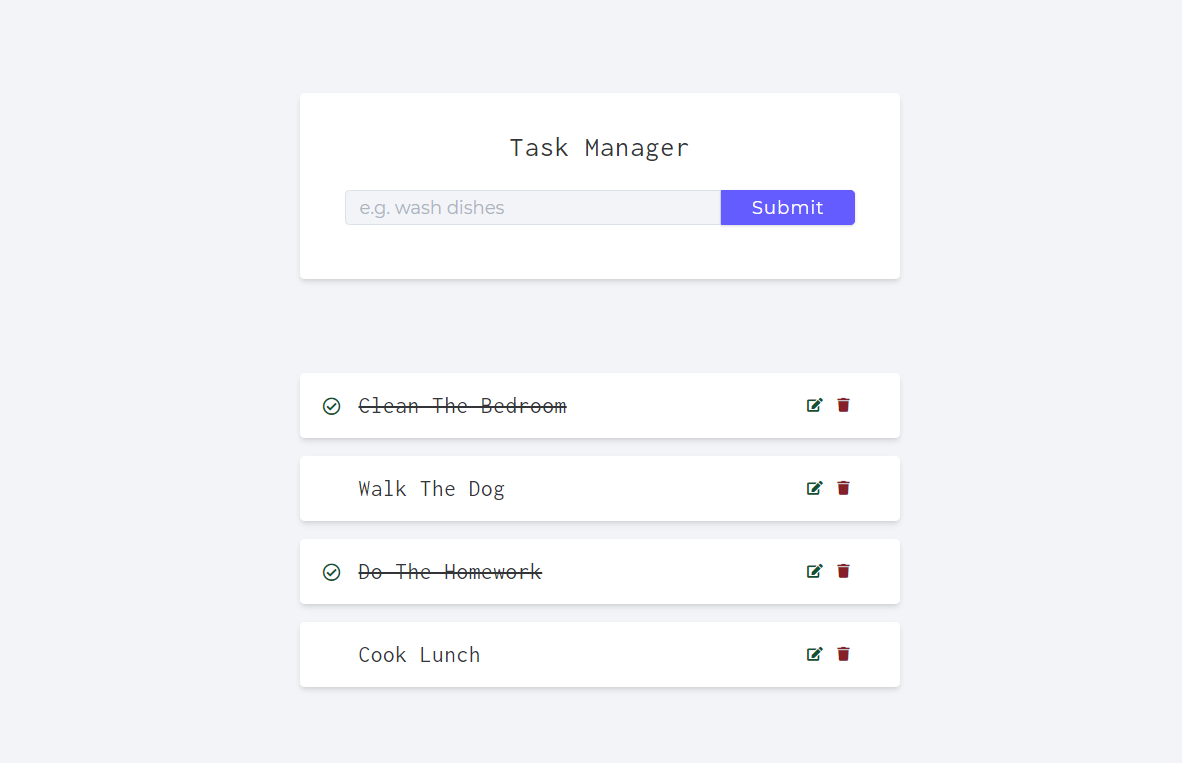 Task Manager
e.g. wash dishes
Submit
Clean The Bedroom
Walk The Dog
Do The Homework
Cook Lunch